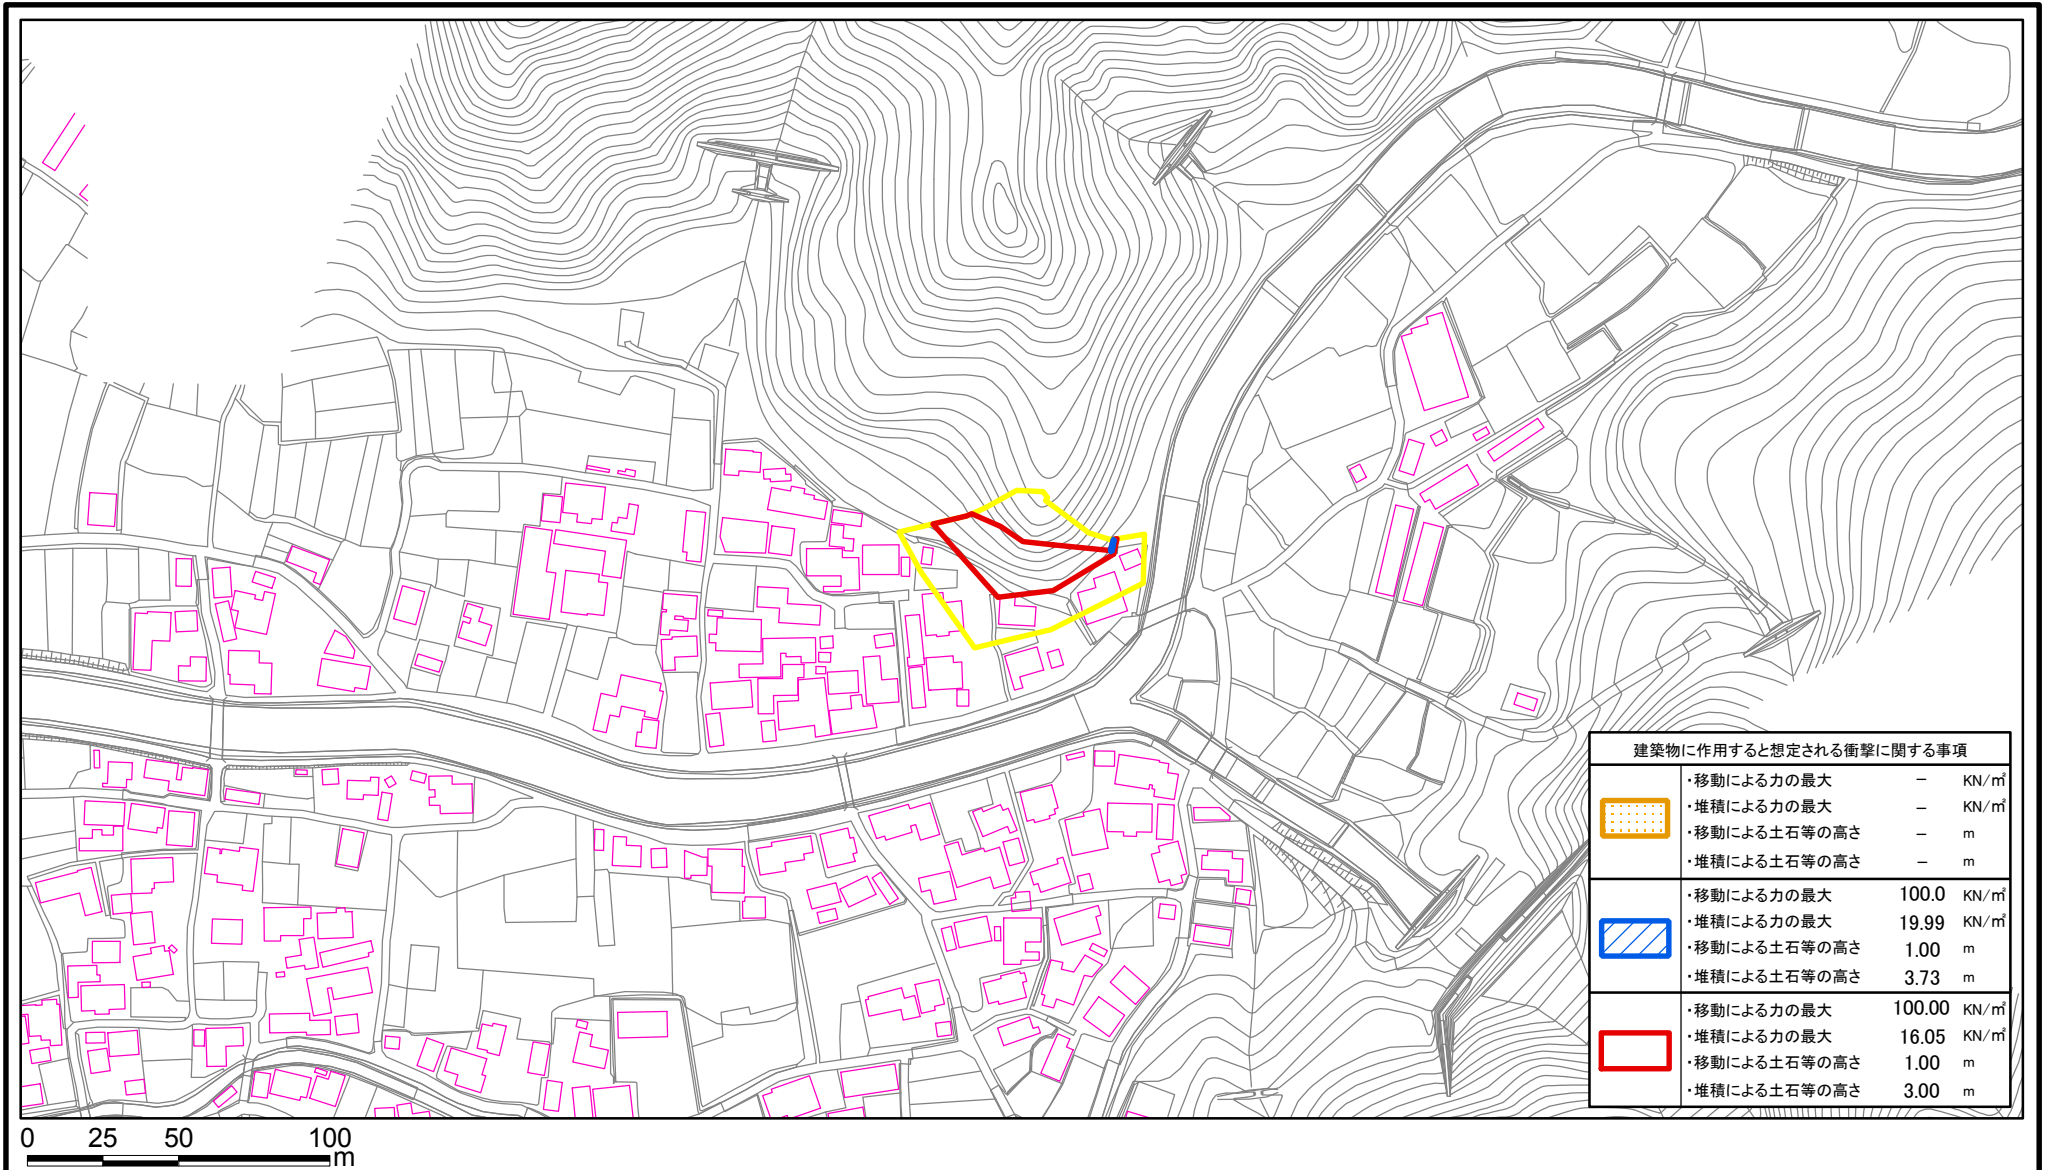 建築物に作用すると想定される衝撃に関する事項
・移動による力の最大 － KN/㎡
・堆積による力の最大 － KN/㎡
・移動による土石等の高さ － m
・堆積による土石等の高さ － m
・移動による力の最大 100.0 KN/㎡
・堆積による力の最大 19.99 KN/㎡
・移動による土石等の高さ 1.00 m
・堆積による土石等の高さ 3.73 m
・移動による力の最大 100.00 KN/㎡
・堆積による力の最大 16.05 KN/㎡
・移動による土石等の高さ 1.00 m
・堆積による土石等の高さ 3.00 m
0 25 50 100
m